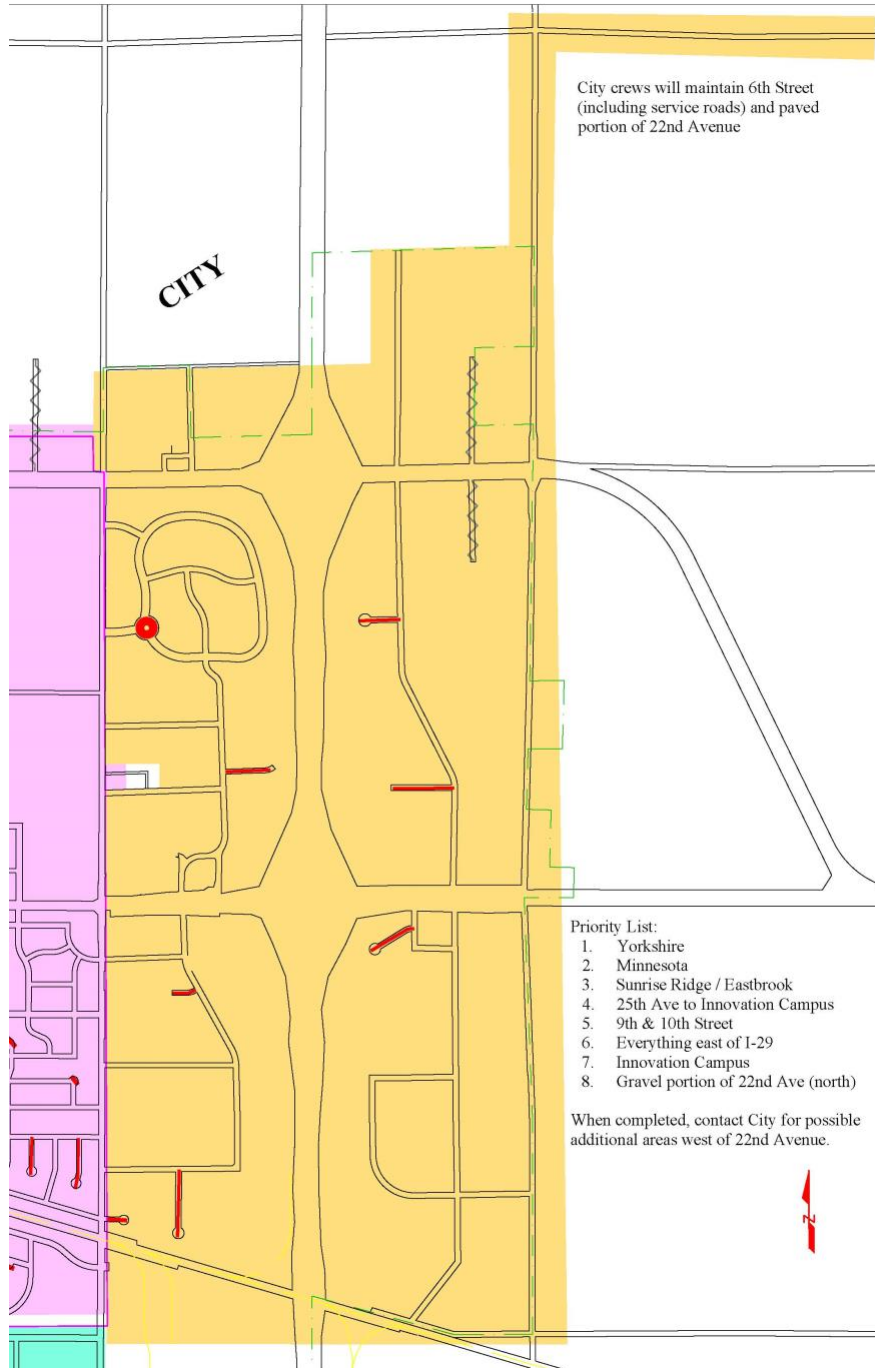 City crews will maintain 6th Street
(including service roads) and paved
portion of 22nd Avenue
CITY
Priority List:
1. Yorkshire
2. Minnesota
3. Sunrise Ridge / Eastbrook
4. 25th Ave to Innovation Campus
5. 9th & 10th Street
6. Everything east of I-29
7. Innovation Campus
8. Gravel portion of 22nd Ave (north)
When completed, contact City for possible
additional areas west of 22nd Avenue.
N